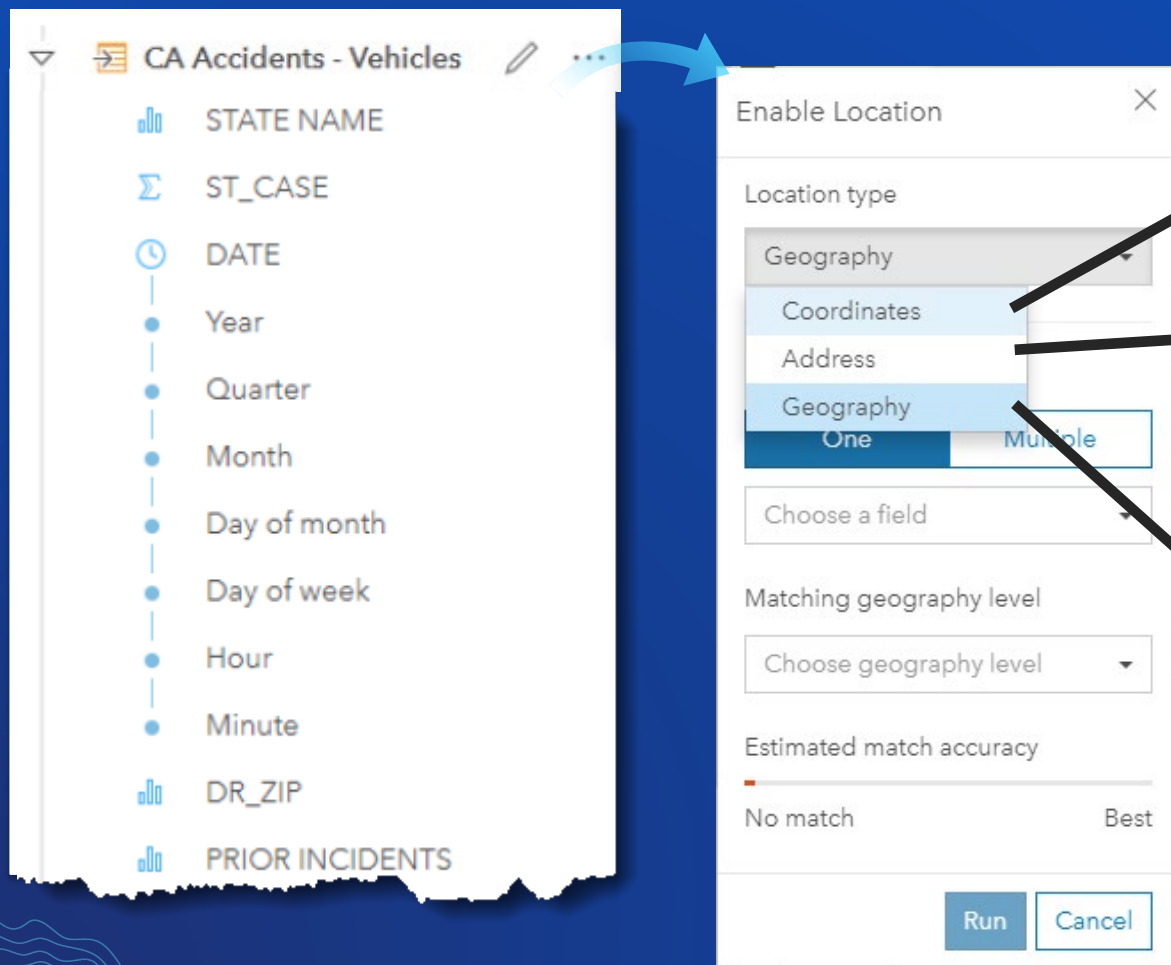 CA Accidents - Vehicles
STATE NAME
ST_CASE
DATE
Year
Quarter
Month
Day of month
Day of week
Hour
Minute
DR_ZIP
PRIOR INCIDENTS
Enable Location
Location type
Geography
Coordinates
Address
Geography
One Multiple
Choose a field
Matching geography level
Choose geography level
Estimated match accuracy
No match Best
Run Cancel